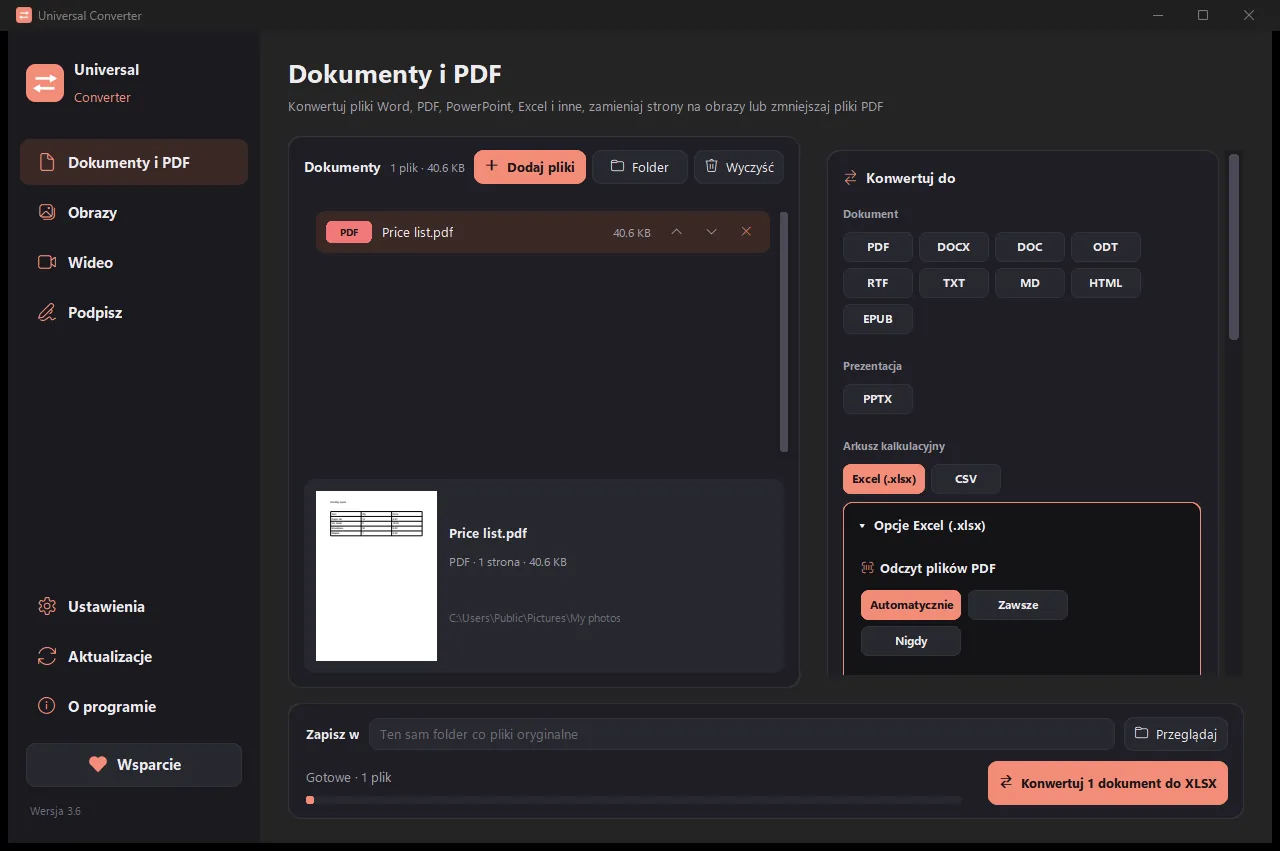 Universal Converter
Universal
Converter
Dokumenty i PDF
Obrazy
Wideo
Podpisz
Ustawienia
Aktualizacje
O programie
Wsparcie
Wersja 3.6
Dokumenty i PDF
Konwertuj pliki Word, PDF, PowerPoint, Excel i inne, zamieniaj strony na obrazy lub zmniejszaj pliki PDF
Dokumenty 1 plik · 40.6 KB Dodaj pliki Folder Wyczyść
PDF Price list.pdf 40.6 KB
Price list.pdf
PDF · 1 strona · 40.6 KB
C:\Users\Public\Pictures\My photos
Konwertuj do
Dokument
PDF DOCX DOC ODT
RTF TXT MD HTML
EPUB
Prezentacja
PPTX
Arkusz kalkulacyjny
Excel (.xlsx) CSV
Opcje Excel (.xlsx)
Odczyt plików PDF
Automatycznie Zawsze
Nigdy
Zapisz w Ten sam folder co pliki oryginalne Przeglądaj
Gotowe · 1 plik
Konwertuj 1 dokument do XLSX